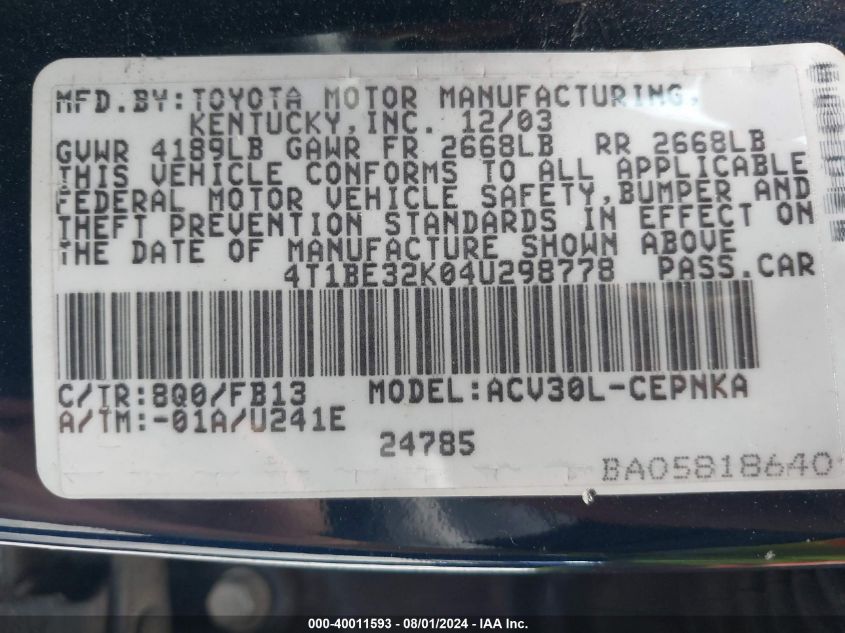 MFD.BY:TOYOTA MOTOR MANUFACTURING,
KENTUCKY,INC. 12/03
GVWR 4189LB GAWR FR 2668LB RR 2668LB
THIS VEHICLE CONFORMS TO ALL APPLICABLE
FEDERAL MOTOR VEHICLE SAFETY,BUMPER AND
THEFT PREVENTION STANDARDS IN EFFECT ON
THE DATE OF MANUFACTURE SHOWN ABOVE
4T1BE32K04U298778 PASS.CAR
C/TR:8Q0/FB13 MODEL:ACV30L-CEPNKA
A/TM:-01A/U241E
24785
BA05818640
000-40011593 - 08/01/2024 - IAA Inc.